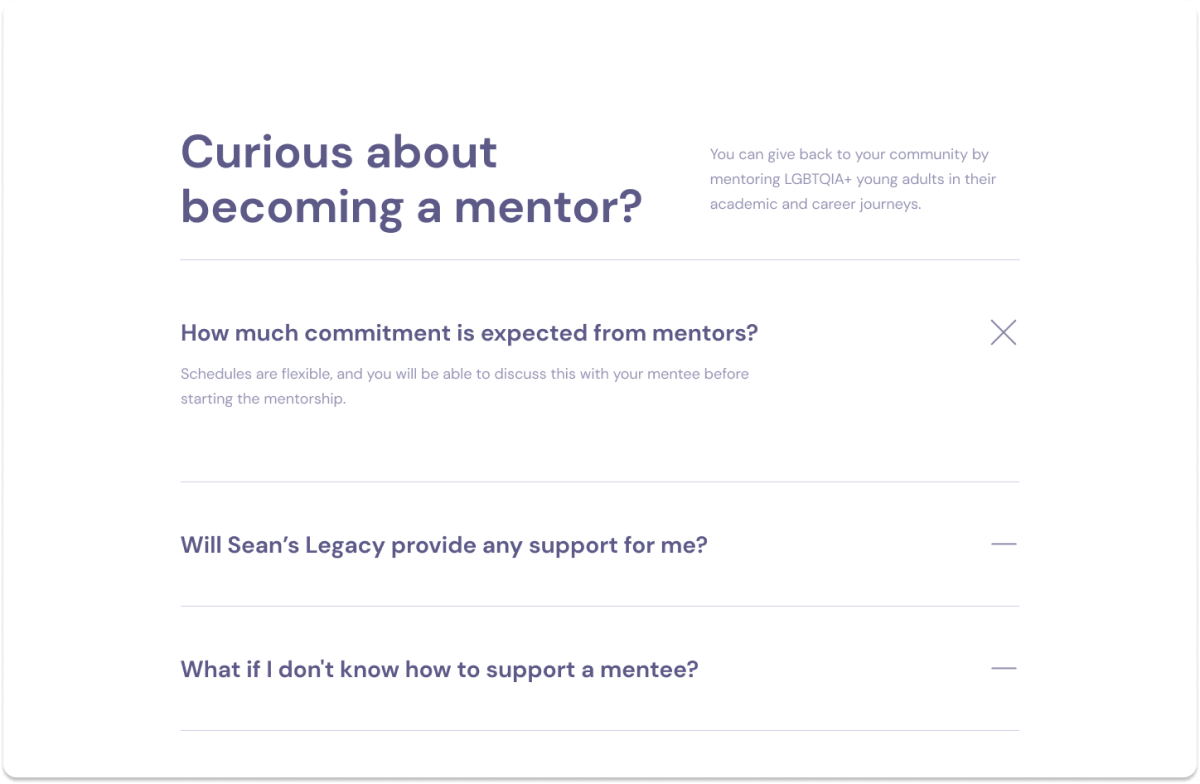 Curious about
becoming a mentor?
You can give back to your community by
mentoring LGBTQIA+ young adults in their
academic and career journeys.
How much commitment is expected from mentors?
Schedules are flexible, and you will be able to discuss this with your mentee before
starting the mentorship.
Will Sean’s Legacy provide any support for me?
What if I don't know how to support a mentee?